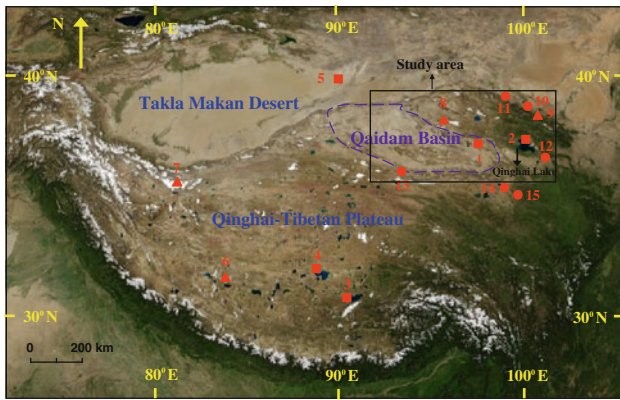 80°E
90°E
100°E
N
40°N
40°N
Study area
5
8
10
11
9
Takla Makan Desert
Qaidam Basin
1
2
12
Qinghai Lake
7
13
14
15
Qinghai-Tibetan Plateau
6
4
3
30°N
30°N
0
200 km
80°E
90°E
100°E